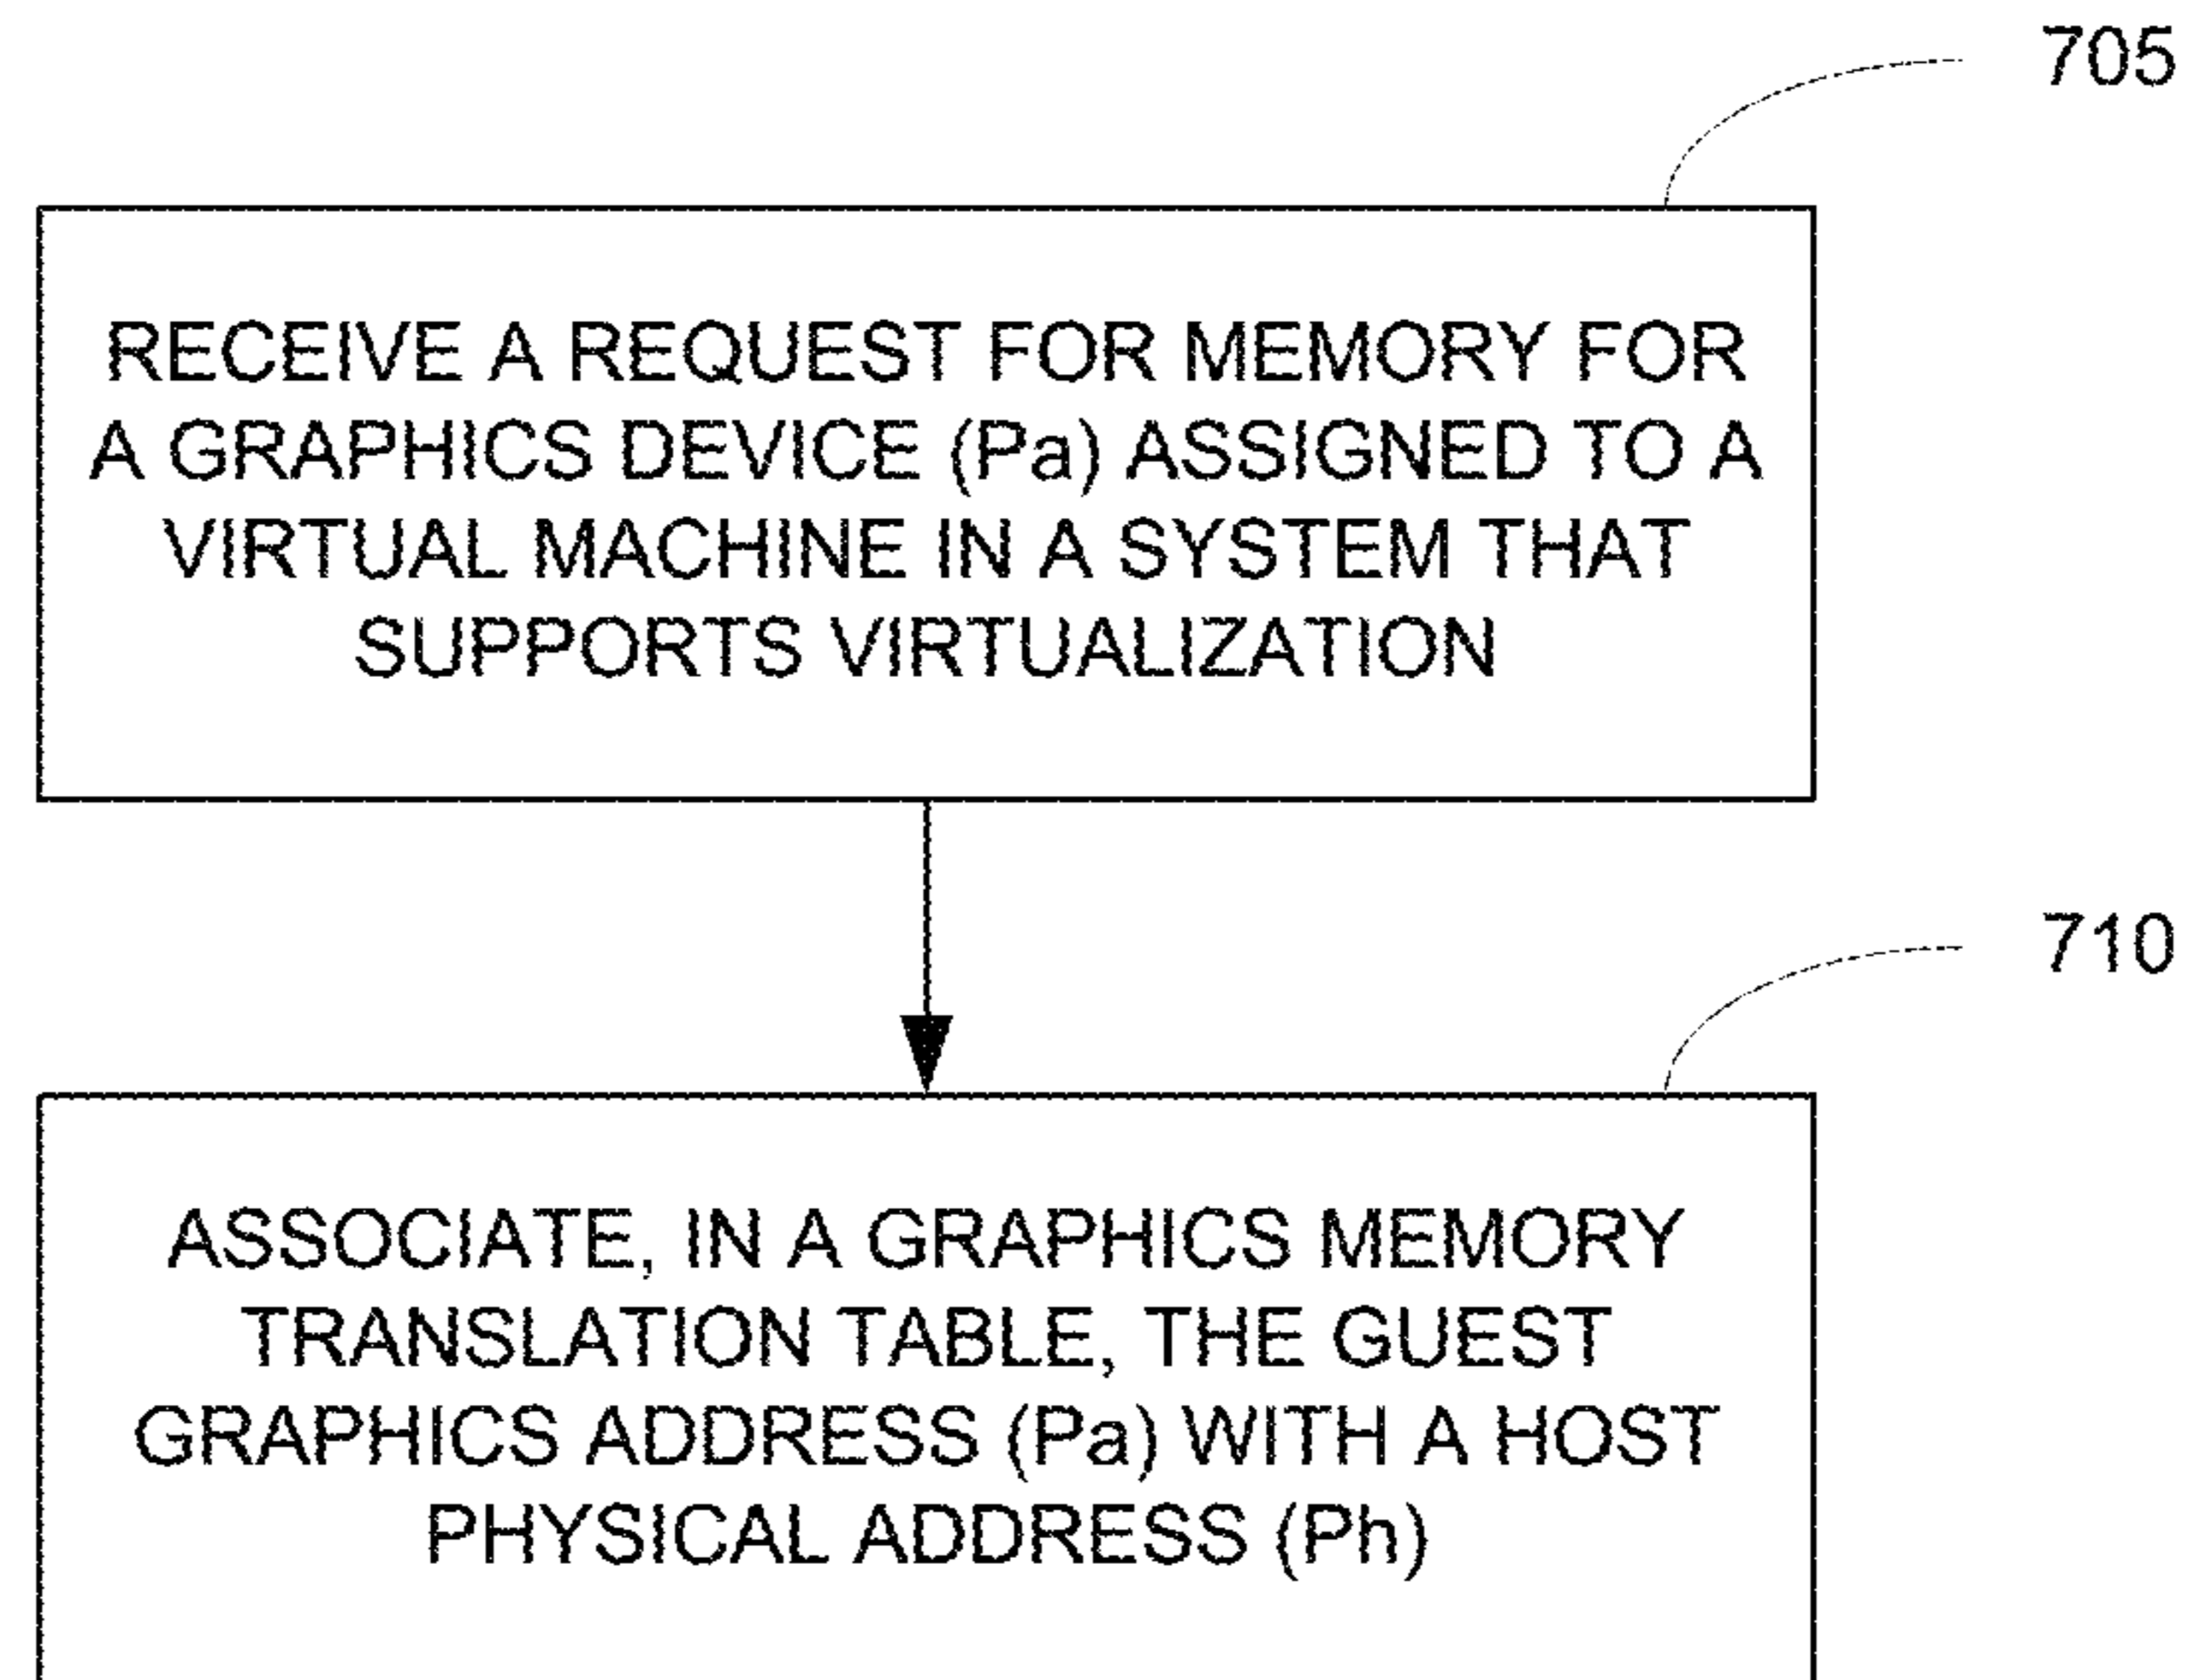 705
RECEIVE A REQUEST FOR MEMORY FOR
A GRAPHICS DEVICE (Pa) ASSIGNED TO A
VIRTUAL MACHINE IN A SYSTEM THAT
SUPPORTS VIRTUALIZATION
710
ASSOCIATE, IN A GRAPHICS MEMORY
TRANSLATION TABLE, THE GUEST
GRAPHICS ADDRESS (Pa) WITH A HOST
PHYSICAL ADDRESS (Ph)